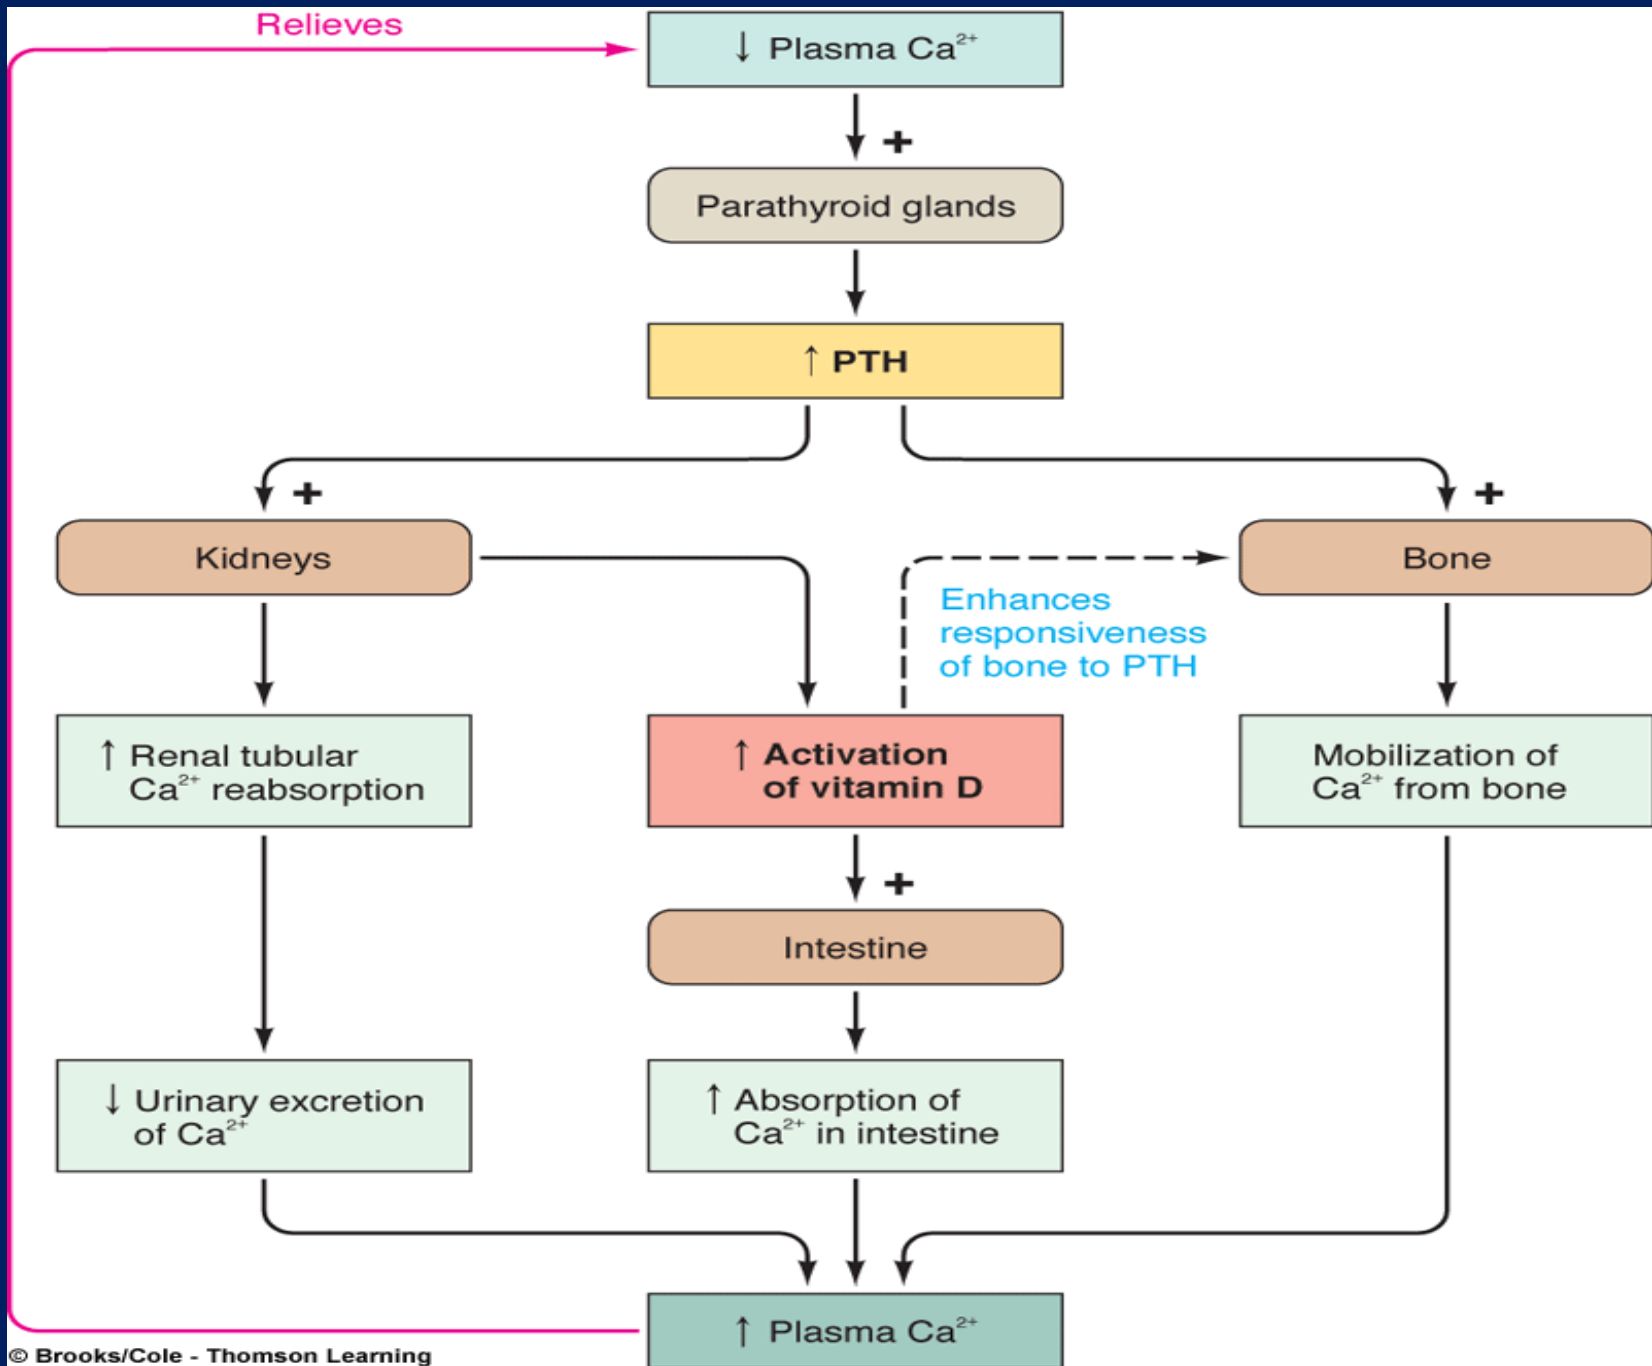 Relieves
↓ Plasma Ca²⁺
+
Parathyroid glands
↑ PTH
+
+
Kidneys
Bone
Enhances
responsiveness
of bone to PTH
↑ Renal tubular
Ca²⁺ reabsorption
↑ Activation
of vitamin D
Mobilization of
Ca²⁺ from bone
+
Intestine
↓ Urinary excretion
of Ca²⁺
↑ Absorption of
Ca²⁺ in intestine
↑ Plasma Ca²⁺
© Brooks/Cole - Thomson Learning